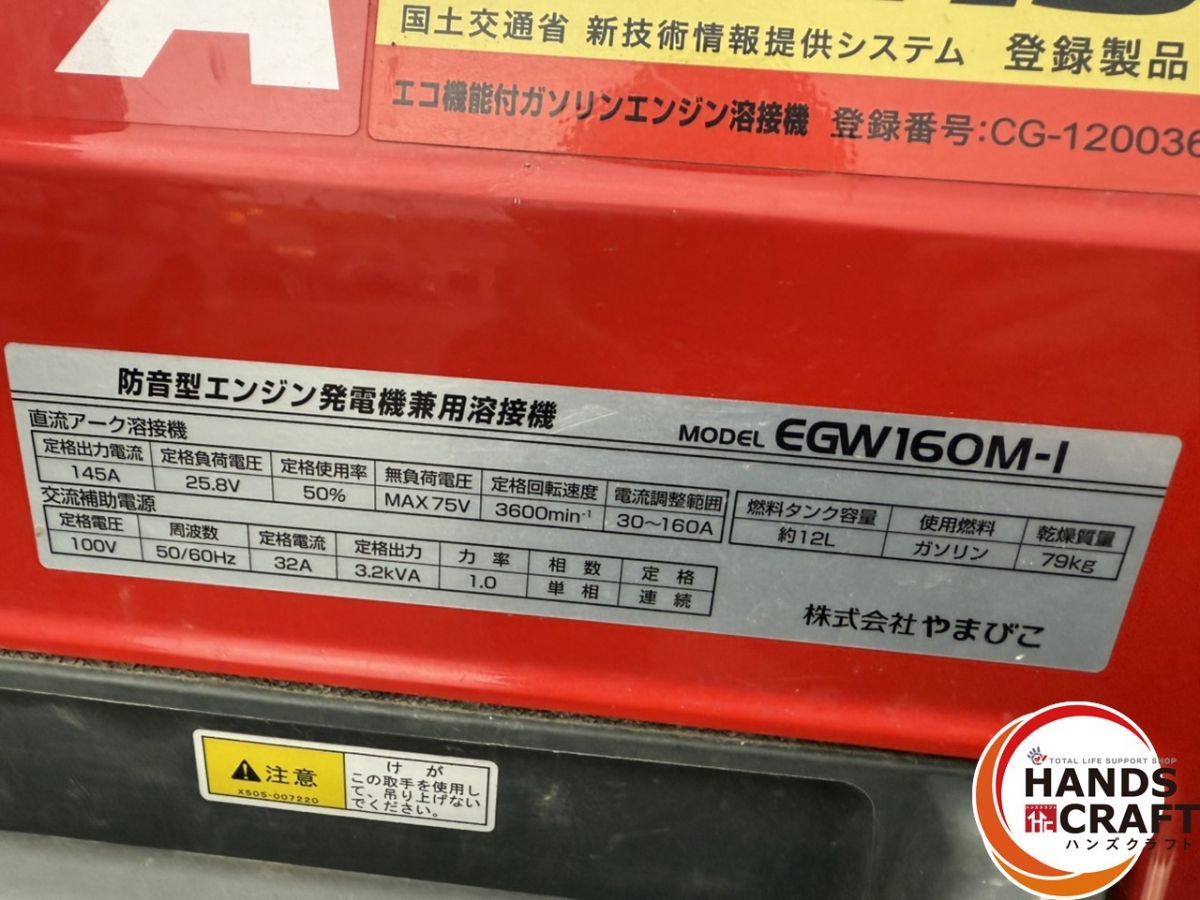 A
国土交通省 新技術情報提供システム 登録製品
エコ機能付ガソリンエンジン溶接機 登録番号:CG-120036
防音型エンジン発電機兼用溶接機 MODEL EGW160M-I
直流アーク溶接機
定格出力電流 定格負荷電圧 定格使用率 無負荷電圧 定格回転速度 電流調整範囲
145A 25.8V 50% MAX 75V 3600min⁻¹ 30~160A
燃料タンク容量 使用燃料 乾燥質量
約12L ガソリン 79kg
交流補助電源
定格電圧 周波数 定格電流 定格出力 力率 相数 定格
100V 50/60Hz 32A 3.2kVA 1.0 単相 連続
株式会社やまびこ
注意
X505-007220
けが
この取手を使用し
て、吊り上げない
でください。
TOTAL LIFE SUPPORT SHOP
HANDS
CRAFT
ハンズクラフト